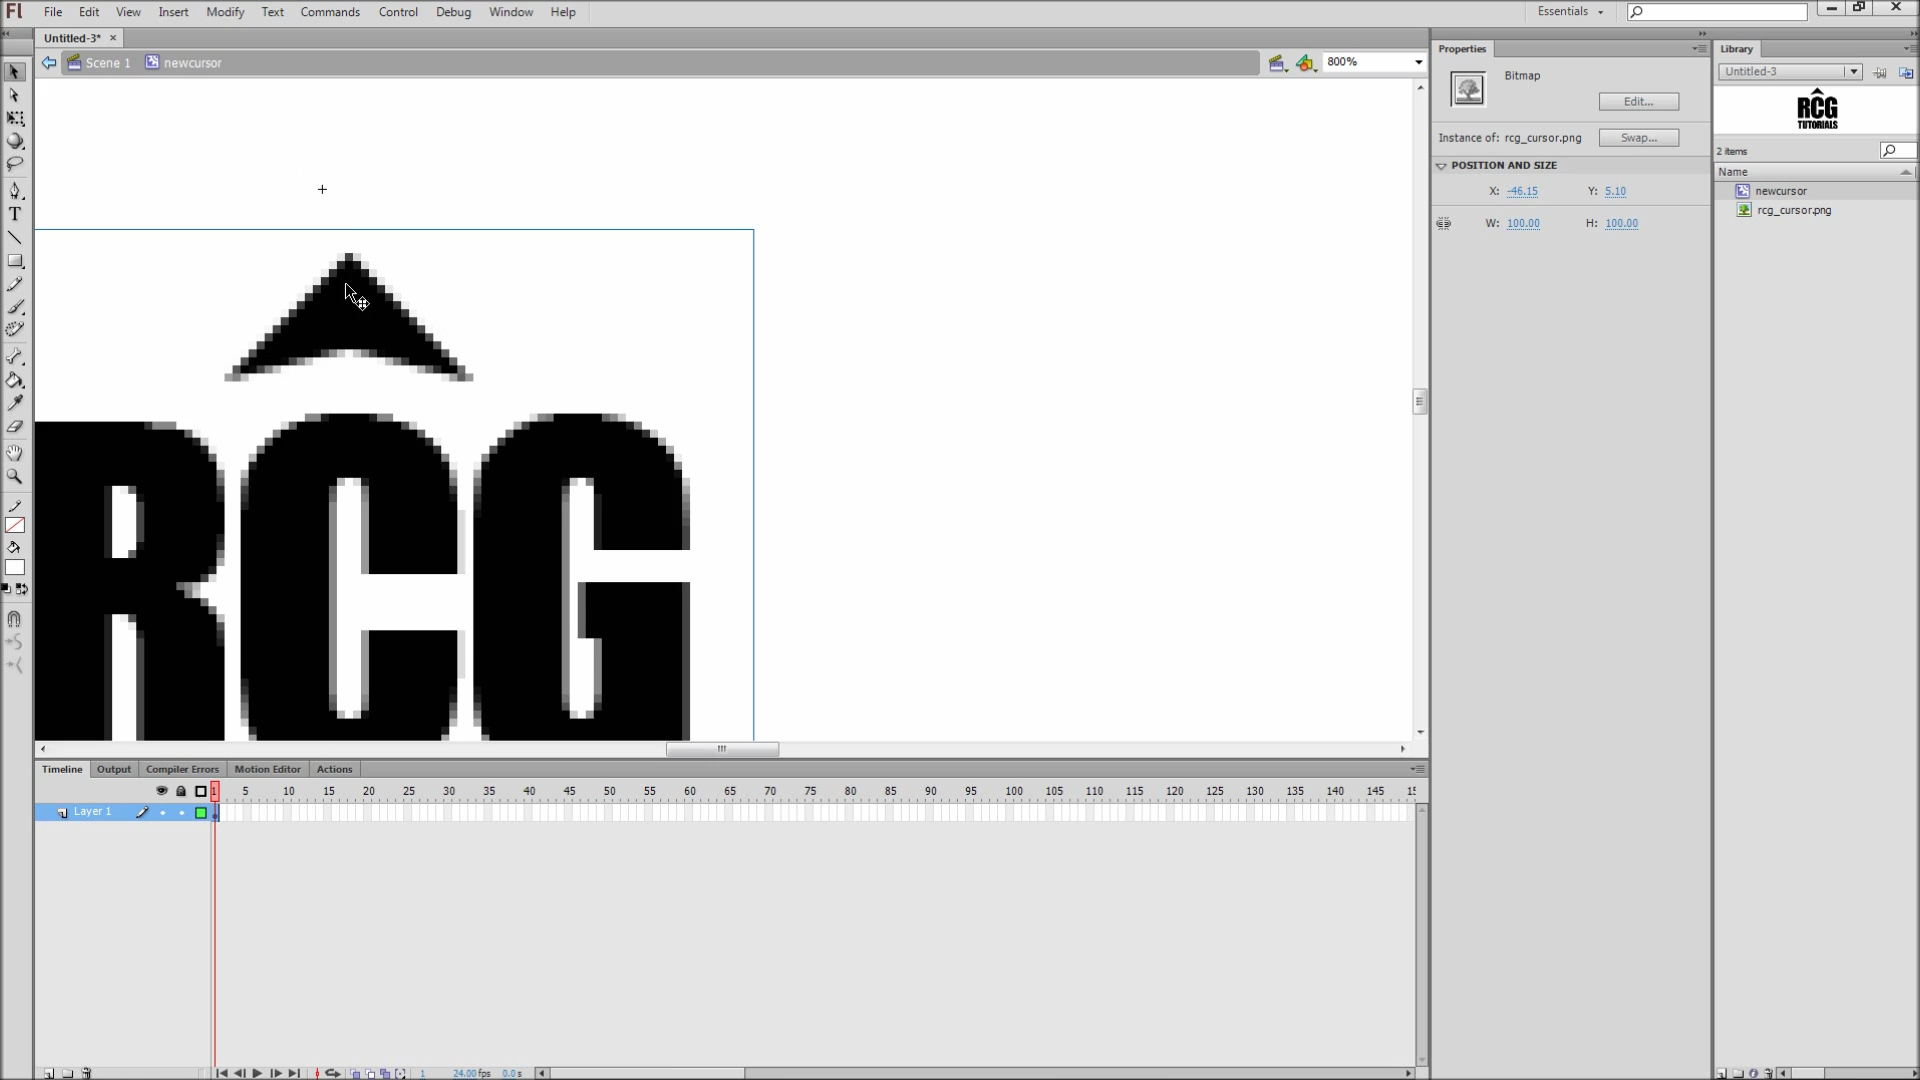 Fl File Edit View Insert Modify Text Commands Control Debug Window Help Essentials
Untitled-3* ×
Scene 1 newcursor 800%
Properties
Bitmap
Edit...
Instance of: rcg_cursor.png Swap...
POSITION AND SIZE
X: -46.15 Y: 5.10
W: 100.00 H: 100.00
Library
Untitled-3
RCG
TUTORIALS
2 items
Name
newcursor
rcg_cursor.png
T
RCG
Timeline Output Compiler Errors Motion Editor Actions
1 5 10 15 20 25 30 35 40 45 50 55 60 65 70 75 80 85 90 95 100 105 110 115 120 125 130 135 140 145 15
Layer 1
1 24.00 fps 0.0 s